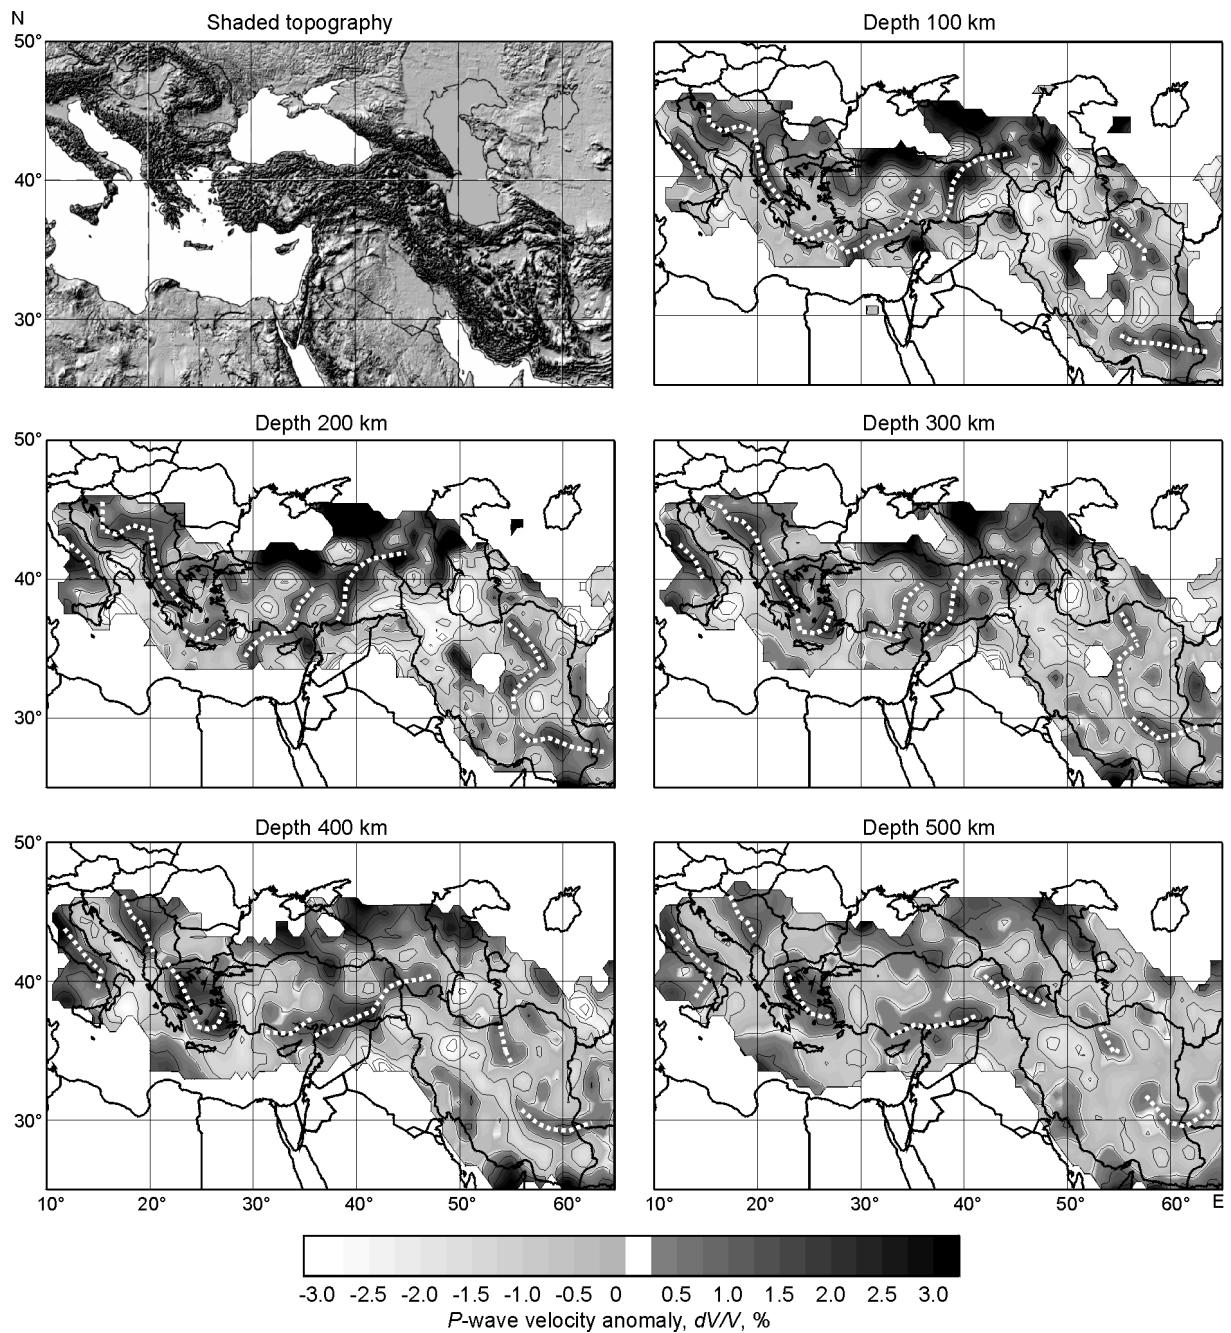 N
Shaded topography
Depth 100 km
50°
40°
30°
Depth 200 km
Depth 300 km
50°
40°
30°
Depth 400 km
Depth 500 km
50°
40°
30°
10° 20° 30° 40° 50° 60° 10° 20° 30° 40° 50° 60° E
-3.0 -2.5 -2.0 -1.5 -1.0 -0.5 0 0.5 1.0 1.5 2.0 2.5 3.0
P-wave velocity anomaly, dV/V, %